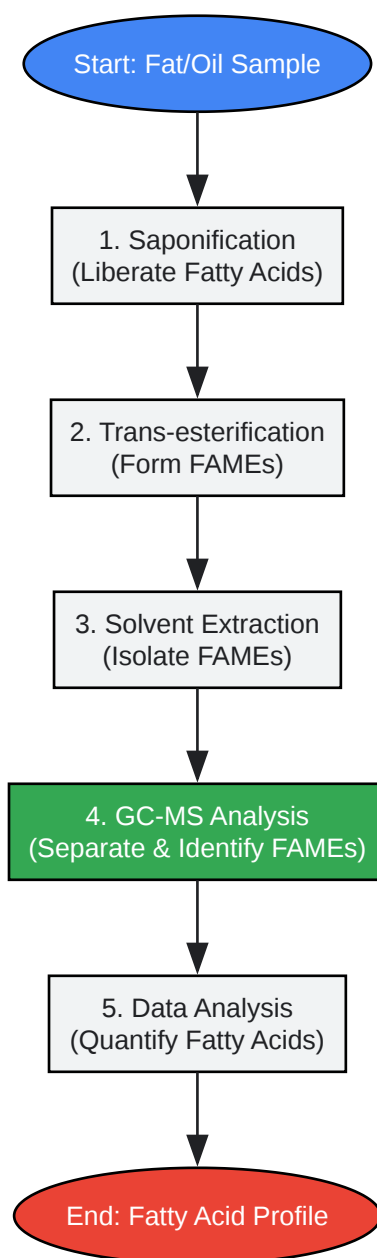 Start: Fat/Oil Sample
1. Saponification
(Liberate Fatty Acids)
2. Trans-esterification
(Form FAMEs)
3. Solvent Extraction
(Isolate FAMEs)
4. GC-MS Analysis
(Separate & Identify FAMEs)
5. Data Analysis
(Quantify Fatty Acids)
End: Fatty Acid Profile